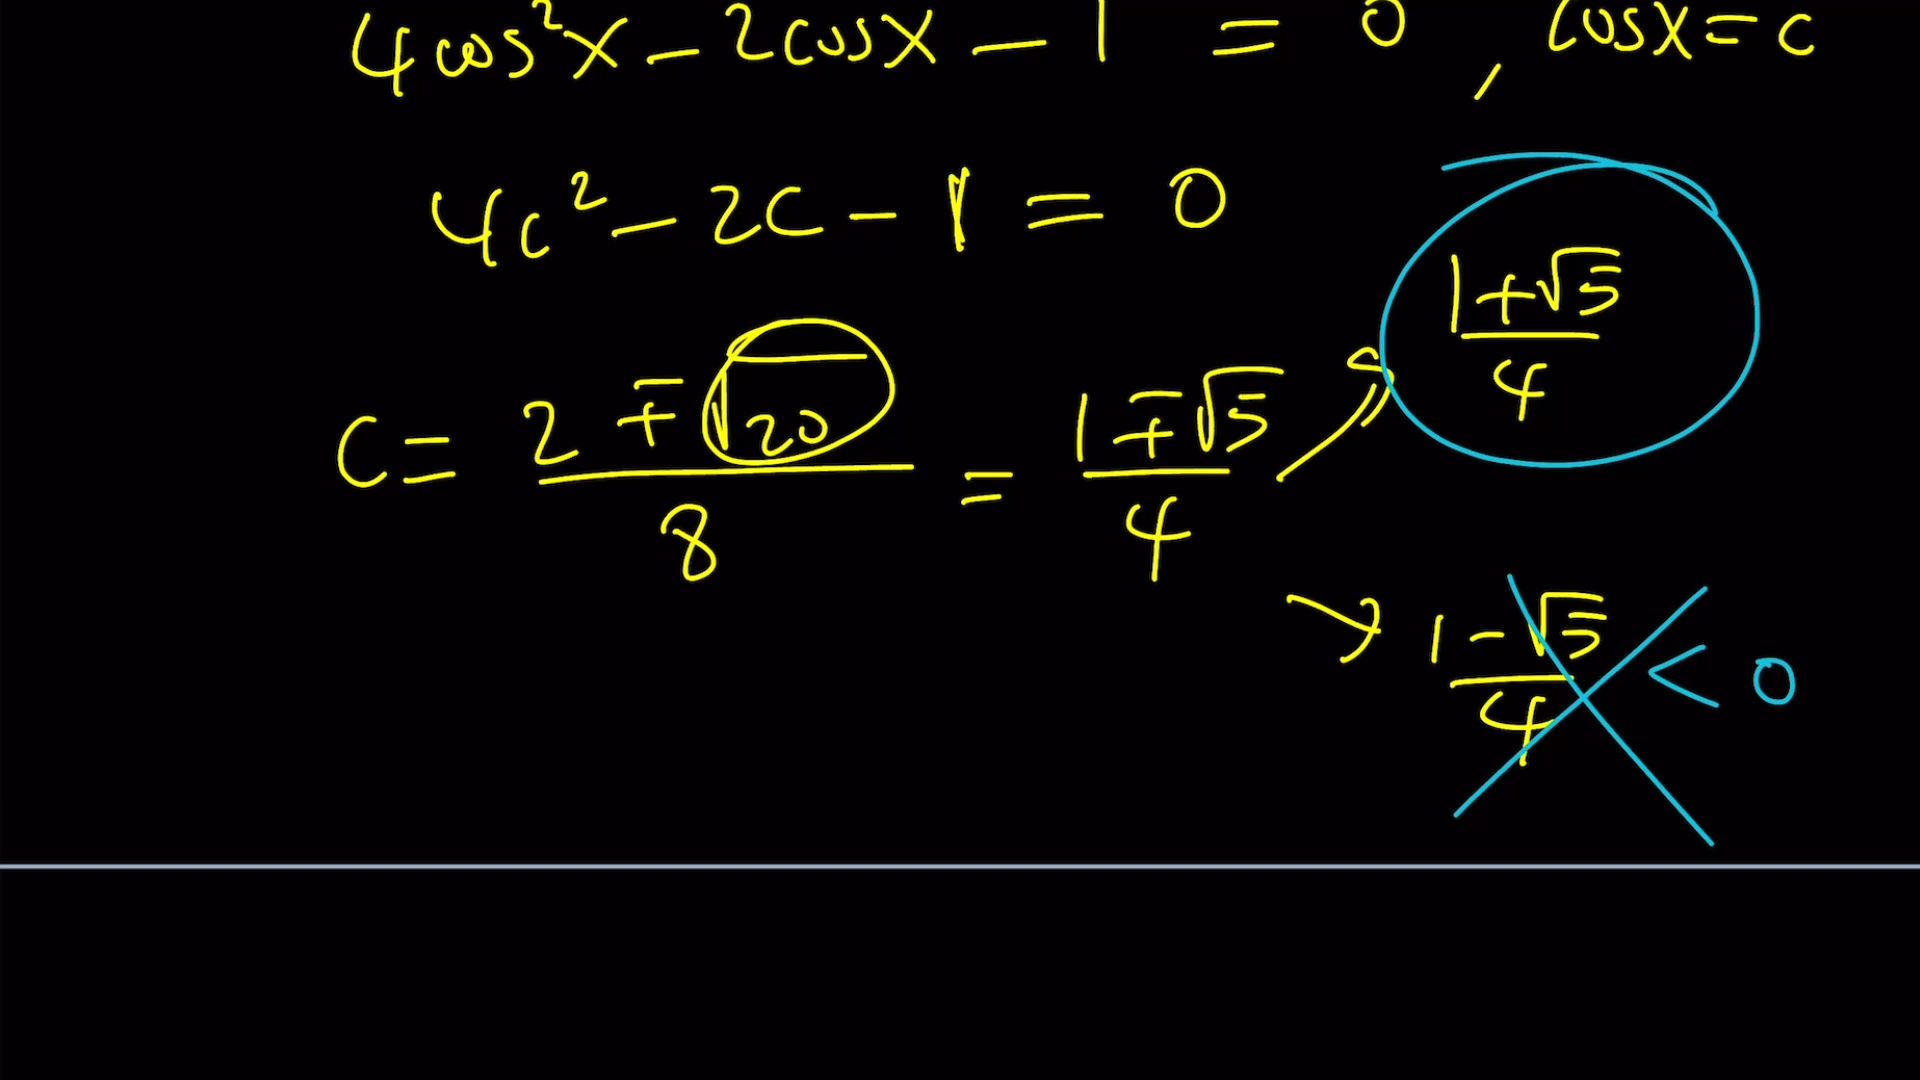 4cos²x - 2cosx - 1 = 0 , cosx = c
4c² - 2c - 1 = 0
c = (2 ∓ √20)/8 = (1 ∓ √5)/4 → (1+√5)/4
→ (1-√5)/4 < 0